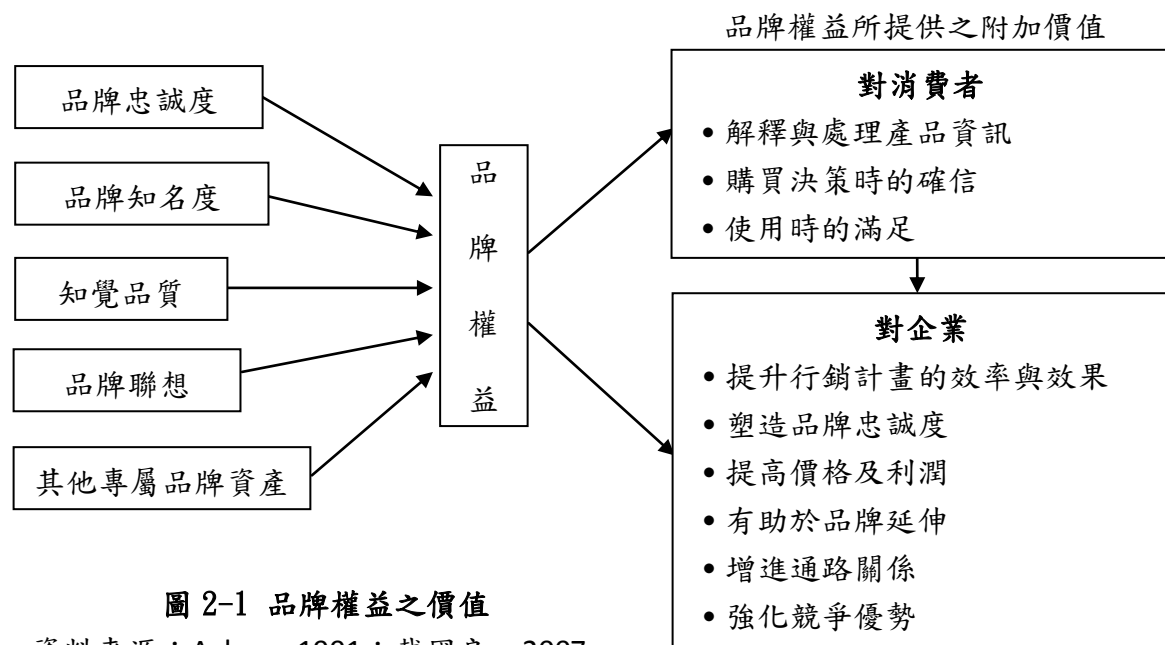 品牌權益所提供之附加價值
品牌忠誠度
品牌知名度
知覺品質
品牌聯想
其他專屬品牌資產
品
牌
權
益
對消費者
•解釋與處理產品資訊
•購買決策時的確信
•使用時的滿足
對企業
•提升行銷計畫的效率與效果
•塑造品牌忠誠度
•提高價格及利潤
•有助於品牌延伸
•增進通路關係
•強化競爭優勢
圖 2-1 品牌權益之價值